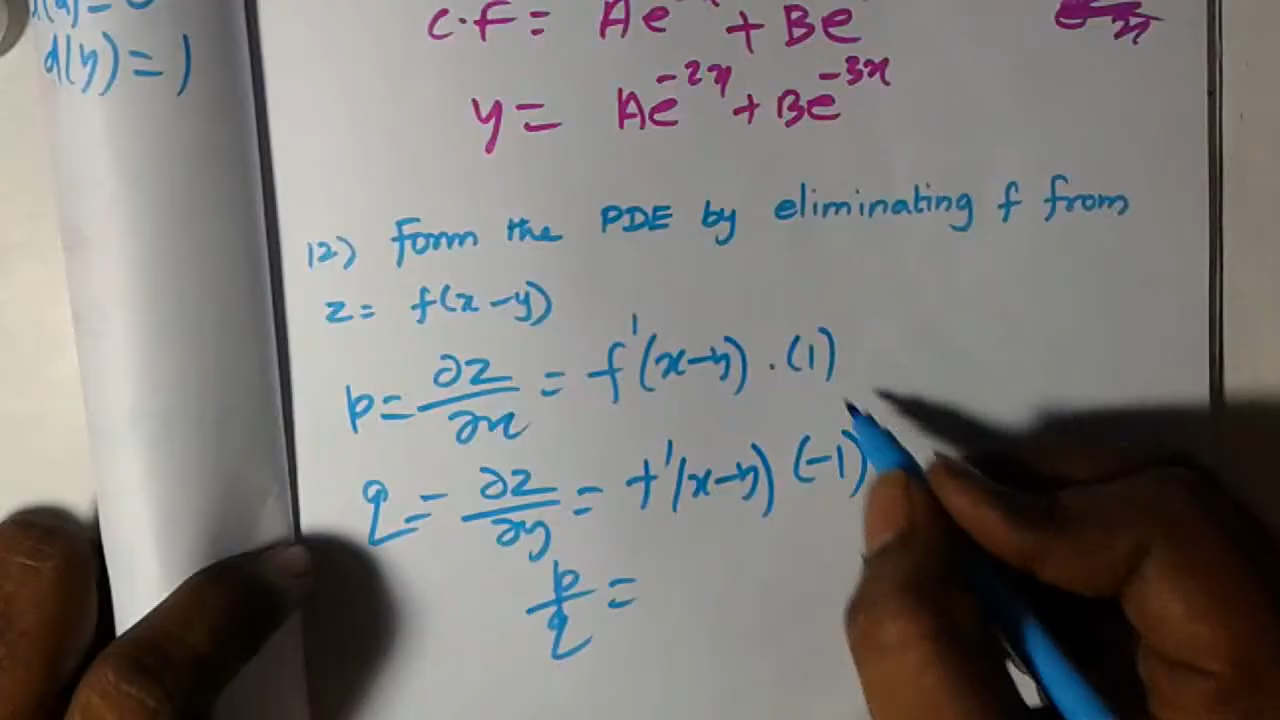 d(y) = 1
C.F = Ae + Be
y = Ae^{-2x} + Be^{-3x}
12) Form the PDE by eliminating f from
z = f(x-y)
p = ∂z/∂x = f'(x-y) . (1)
q = ∂z/∂y = f'(x-y) (-1)
p/q =